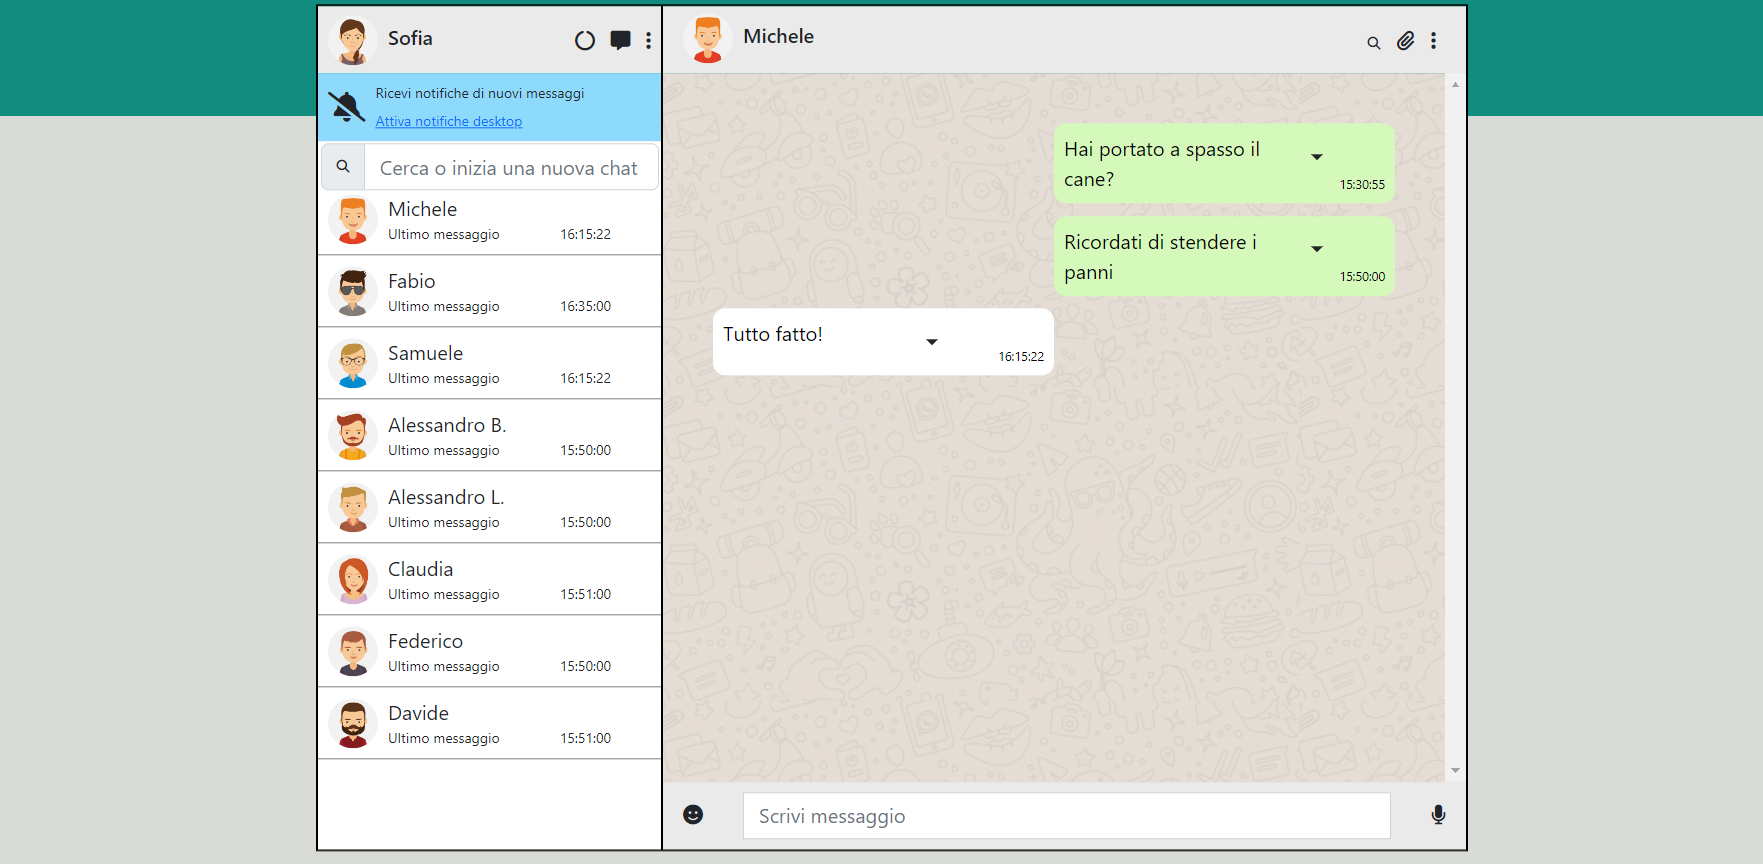 Sofia
Ricevi notifiche di nuovi messaggi
Attiva notifiche desktop
Cerca o inizia una nuova chat
Michele
Ultimo messaggio 16:15:22
Fabio
Ultimo messaggio 16:35:00
Samuele
Ultimo messaggio 16:15:22
Alessandro B.
Ultimo messaggio 15:50:00
Alessandro L.
Ultimo messaggio 15:50:00
Claudia
Ultimo messaggio 15:51:00
Federico
Ultimo messaggio 15:50:00
Davide
Ultimo messaggio 15:51:00
Michele
Hai portato a spasso il
cane?
15:30:55
Ricordati di stendere i
panni
15:50:00
Tutto fatto!
16:15:22
Scrivi messaggio